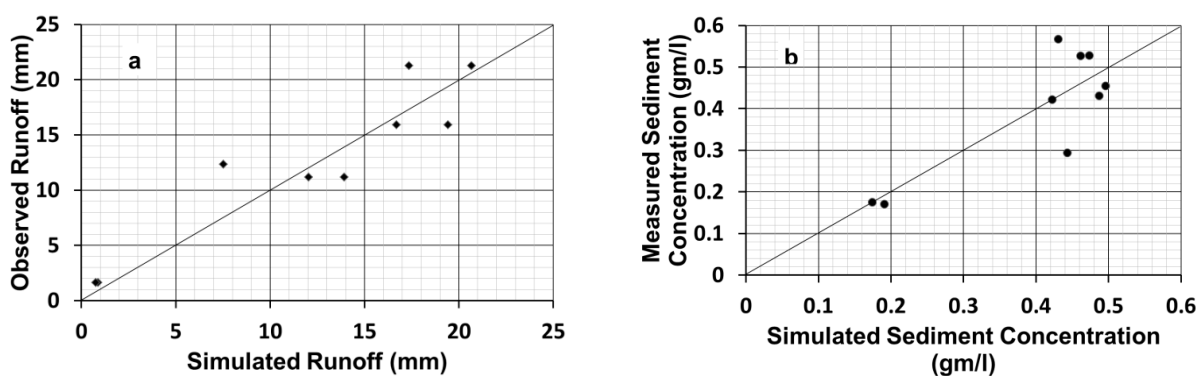 a
Observed Runoff (mm)
25
20
15
10
5
0
0 5 10 15 20 25
Simulated Runoff (mm)
b
Measured Sediment
Concentration (gm/l)
0.6
0.5
0.4
0.3
0.2
0.1
0
0 0.1 0.2 0.3 0.4 0.5 0.6
Simulated Sediment Concentration
(gm/l)